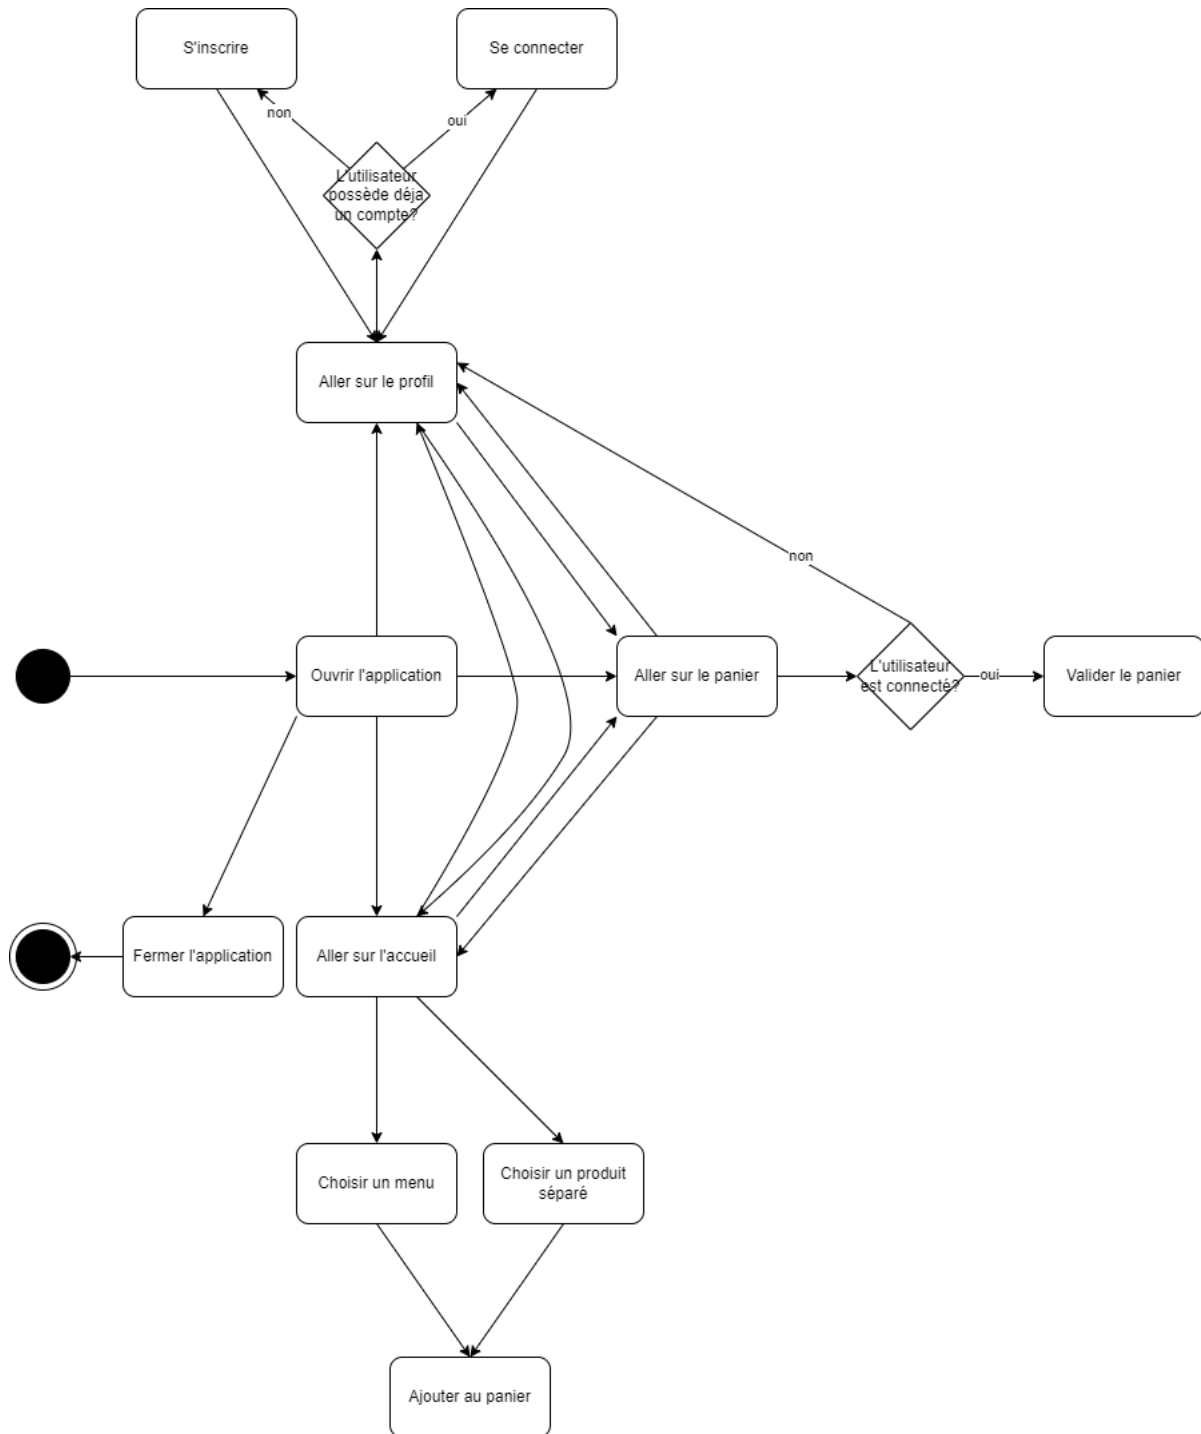 S'inscrire
Se connecter
non
oui
L'utilisateur
possède déja
un compte?
Aller sur le profil
non
Ouvrir l'application
Aller sur le panier
L'utilisateur
est connecté?
oui
Valider le panier
Fermer l'application
Aller sur l'accueil
Choisir un menu
Choisir un produit
séparé
Ajouter au panier